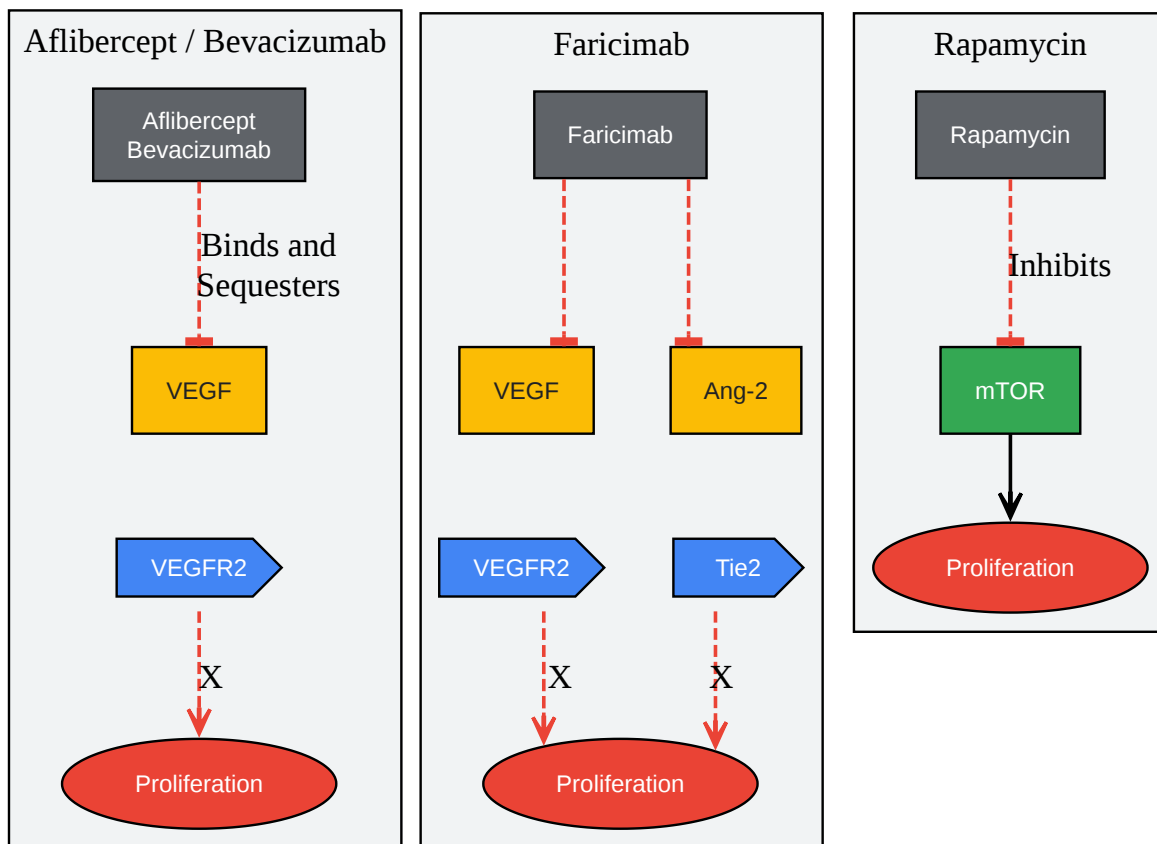 Aflibercept / Bevacizumab
Aflibercept
Bevacizumab
Binds and
Sequesters
VEGF
VEGFR2
X
Proliferation
Faricimab
Faricimab
VEGF
Ang-2
VEGFR2
Tie2
X
X
Proliferation
Rapamycin
Rapamycin
Inhibits
mTOR
Proliferation